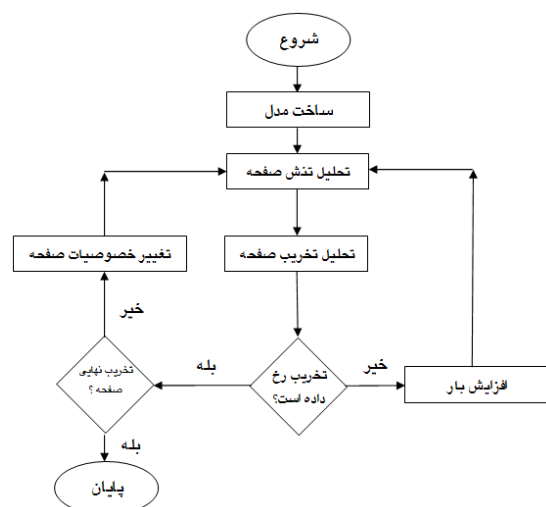 شروع
ساخت مدل
تحلیل تنش صفحه
تغییر خصوصیات صفحه
تحلیل تخریب صفحه
خیر
تخریب رخ
داده است؟
خیر
افزایش بار
بله
تخریب نهایی
صفحه ؟
بله
پایان